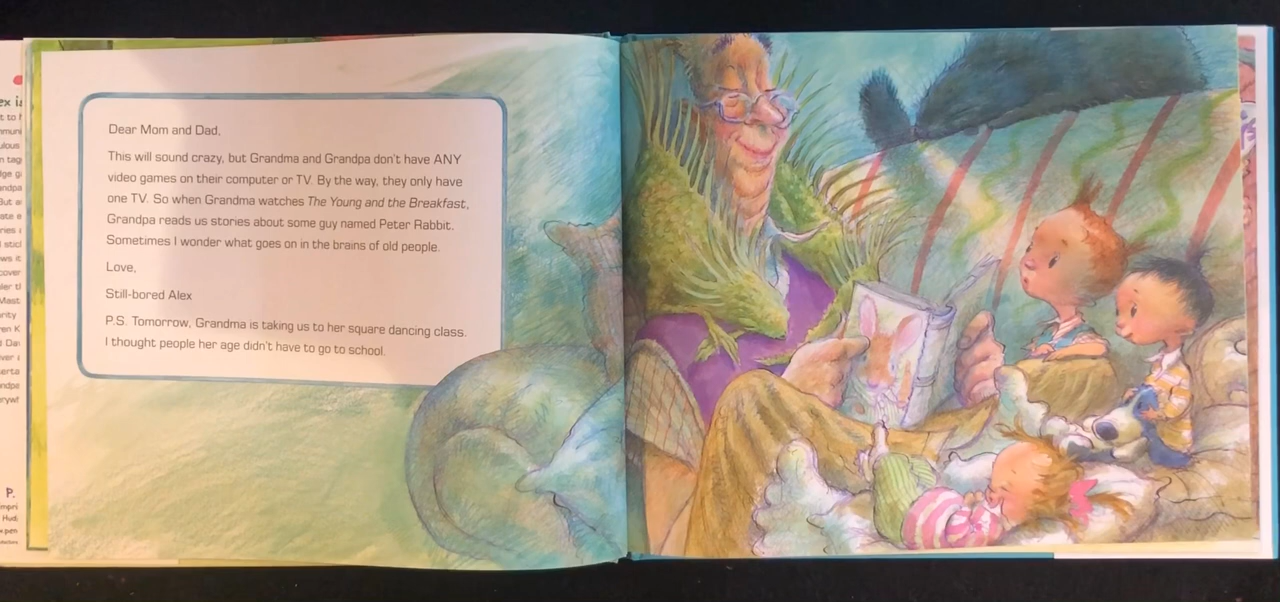 Dear Mom and Dad,
This will sound crazy, but Grandma and Grandpa don't have ANY
video games on their computer or TV. By the way, they only have
one TV. So when Grandma watches The Young and the Breakfast,
Grandpa reads us stories about some guy named Peter Rabbit.
Sometimes I wonder what goes on in the brains of old people.
Love,
Still-bored Alex
P.S. Tomorrow, Grandma is taking us to her square dancing class.
I thought people her age didn't have to go to school.